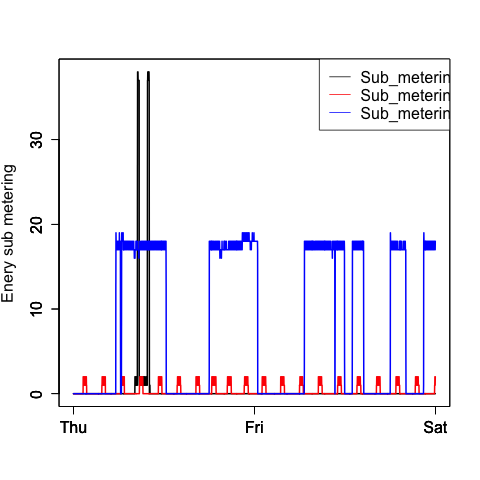 Sub_meterin
Sub_meterin
Sub_meterin
Enery sub metering
30
20
10
0
Thu Fri Sat